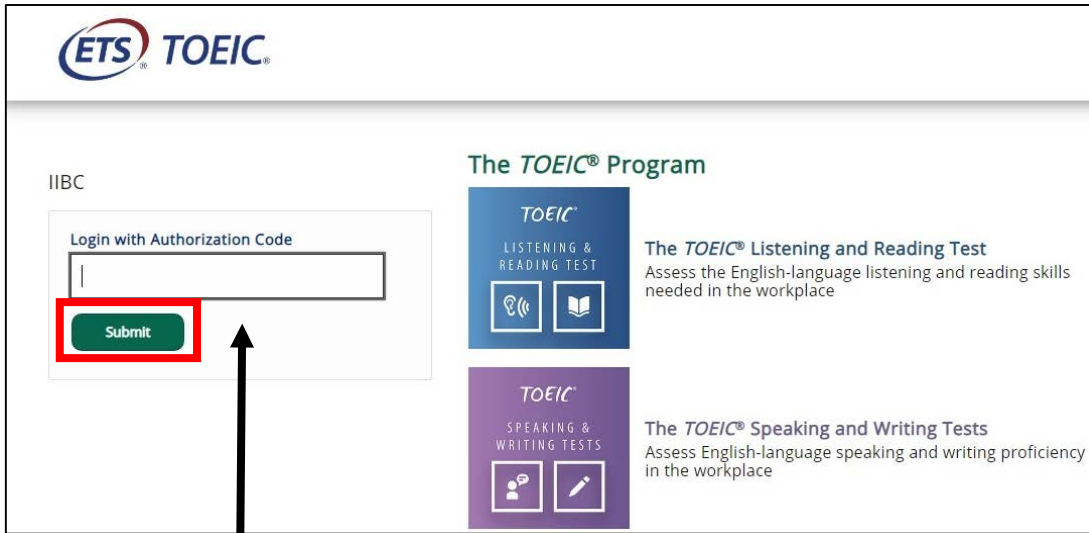 ETS® TOEIC®
IIBC
Login with Authorization Code
Submit
The TOEIC® Program
TOEIC®
LISTENING &
READING TEST
The TOEIC® Listening and Reading Test
Assess the English-language listening and reading skills
needed in the workplace
TOEIC®
SPEAKING &
WRITING TESTS
The TOEIC® Speaking and Writing Tests
Assess English-language speaking and writing proficiency
in the workplace